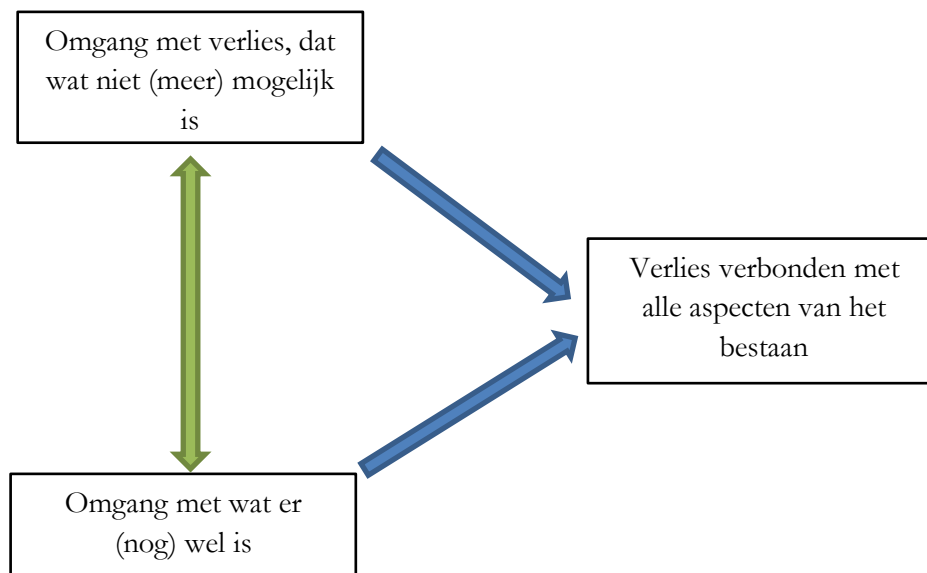 Omgang met verlies, dat
wat niet (meer) mogelijk
is
Verlies verbonden met
alle aspecten van het
bestaan
Omgang met wat er
(nog) wel is